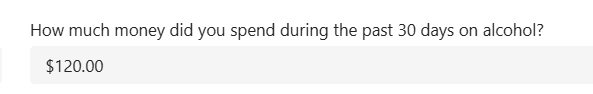 How much money did you spend during the past 30 days on alcohol?
$120.00